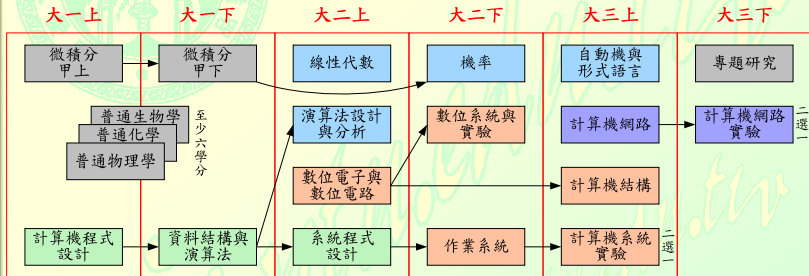 大一上 大一下 大二上 大二下 大三上 大三下
微積分
甲上
微積分
甲下
線性代數
機率
自動機與
形式語言
專題研究
普通生物學
普通化學
普通物理學
至少六學分
演算法設計
與分析
數位系統與
實驗
計算機網路
計算機網路
實驗
二選一
數位電子與
數位電路
計算機結構
計算機程式
設計
資料結構與
演算法
系統程式
設計
作業系統
計算機系統
實驗
二選一